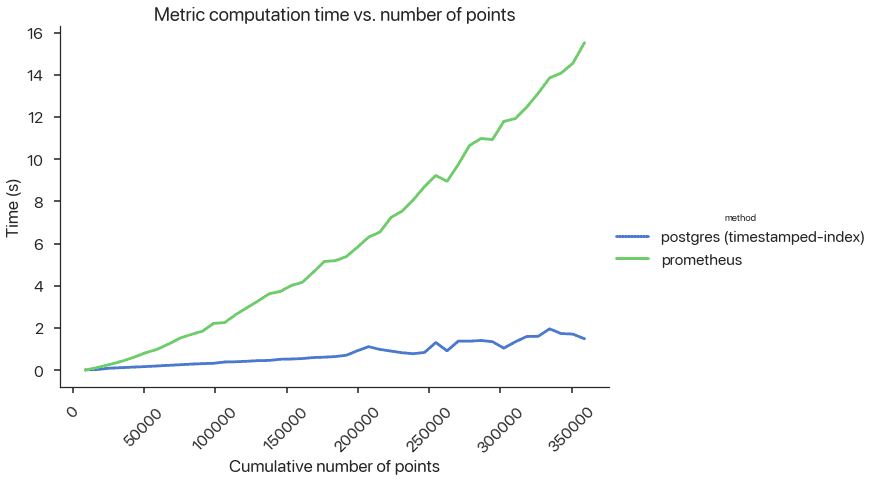 Metric computation time vs. number of points
16
14
12
10
8
6
4
2
0
Time (s)
0
50000
100000
150000
200000
250000
300000
350000
Cumulative number of points
method
postgres (timestamped-index)
prometheus